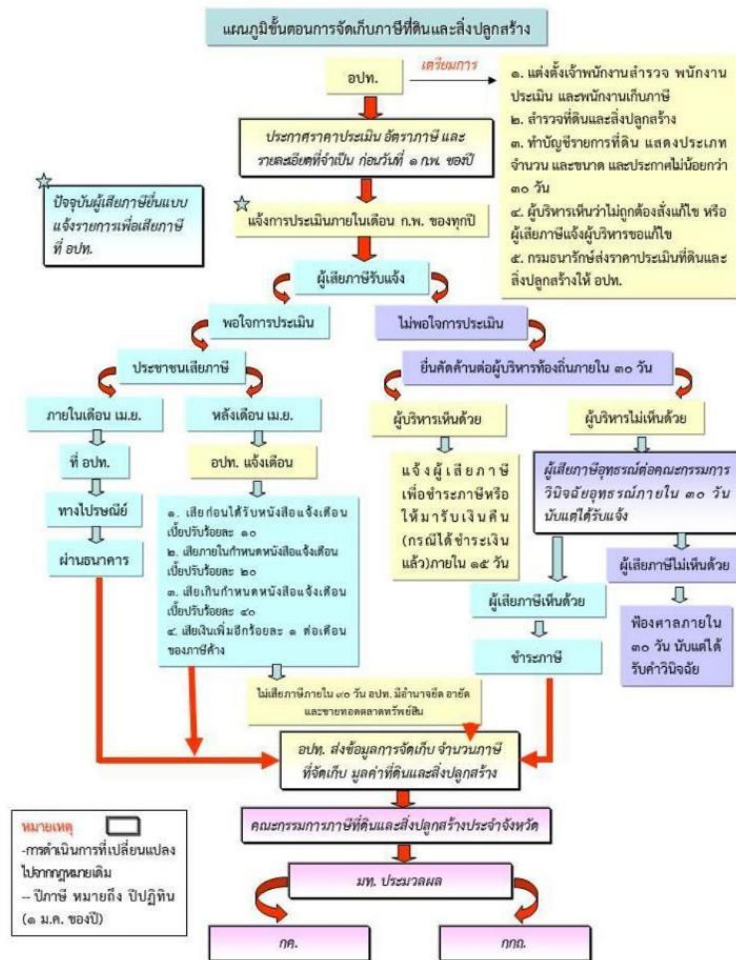 แผนภูมิขั้นตอนการจัดเก็บภาษีที่ดินและสิ่งปลูกสร้าง
อปท.
เตรียมการ
๑. แต่งตั้งเจ้าพนักงานสำรวจ พนักงาน
ประเมิน และพนักงานเก็บภาษี
๒. สำรวจที่ดินและสิ่งปลูกสร้าง
๓. ทำบัญชีรายการที่ดิน แสดงประเภท
จำนวน และขนาด และประกาศไม่น้อยกว่า
๓๐ วัน
๔. ผู้บริหารเห็นว่าไม่ถูกต้องสั่งแก้ไข หรือ
ผู้เสียภาษีแจ้งผู้บริหารขอแก้ไข
๕. กรมธนารักษ์ส่งราคาประเมินที่ดินและ
สิ่งปลูกสร้างให้ อปท.
ประกาศราคาประเมิน อัตราภาษี และ
รายละเอียดที่จำเป็น ก่อนวันที่ ๑ ก.พ. ของปี
ปัจจุบันผู้เสียภาษียื่นแบบ
แจ้งรายการเพื่อเสียภาษี
ที่ อปท.
แจ้งการประเมินภายในเดือน ก.พ. ของทุกปี
ผู้เสียภาษีรับแจ้ง
พอใจการประเมิน
ไม่พอใจการประเมิน
ประชาชนเสียภาษี
ยื่นคัดค้านต่อผู้บริหารท้องถิ่นภายใน ๓๐ วัน
ภายในเดือน เม.ย.
หลังเดือน เม.ย.
ผู้บริหารเห็นด้วย
ผู้บริหารไม่เห็นด้วย
ที่ อปท.
ทางไปรษณีย์
ผ่านธนาคาร
อปท. แจ้งเตือน
๑. เสียก่อนได้รับหนังสือแจ้งเตือน
เบี้ยปรับร้อยละ ๑๐
๒. เสียภายในกำหนดหนังสือแจ้งเตือน
เบี้ยปรับร้อยละ ๒๐
๓. เสียเกินกำหนดหนังสือแจ้งเตือน
เบี้ยปรับร้อยละ ๔๐
๔. เสียเงินเพิ่มอีกร้อยละ ๑ ต่อเดือน
ของภาษีค้าง
แจ้งผู้เสียภาษี
เพื่อชำระภาษีหรือ
ให้มารับเงินคืน
(กรณีได้ชำระเงิน
แล้ว)ภายใน ๑๕ วัน
ผู้เสียภาษีอุทธรณ์ต่อคณะกรรมการ
วินิจฉัยอุทธรณ์ภายใน ๓๐ วัน
นับแต่ได้รับแจ้ง
ผู้เสียภาษีเห็นด้วย
ชำระภาษี
ผู้เสียภาษีไม่เห็นด้วย
ฟ้องศาลภายใน
๓๐ วัน นับแต่ได้
รับคำวินิจฉัย
ไม่เสียภาษีภายใน ๙๐ วัน อปท. มีอำนาจยึด อายัด
และขายทอดตลาดทรัพย์สิน
อปท. ส่งข้อมูลการจัดเก็บ จำนวนภาษี
ที่จัดเก็บ มูลค่าที่ดินและสิ่งปลูกสร้าง
คณะกรรมการภาษีที่ดินและสิ่งปลูกสร้างประจำจังหวัด
มท. ประมวลผล
กค.
กกถ.
หมายเหตุ
-การดำเนินการที่เปลี่ยนแปลง
ไปจากกฎหมายเดิม
-- ปีภาษี หมายถึง ปีปฏิทิน
(๑ ม.ค. ของปี)